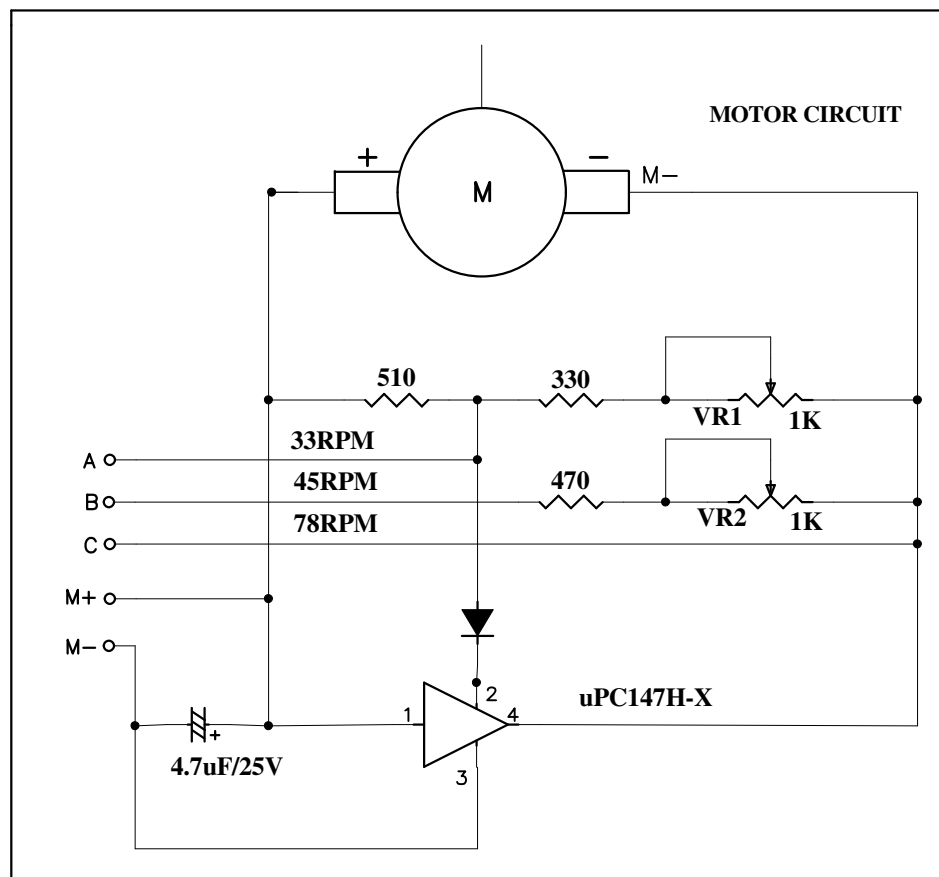 MOTOR CIRCUIT
+
-
M-
M
510
330
VR1
1K
33RPM
A
45RPM
470
B
VR2
1K
78RPM
C
M+
M-
2
uPC147H-X
1
4
+
4.7uF/25V
3